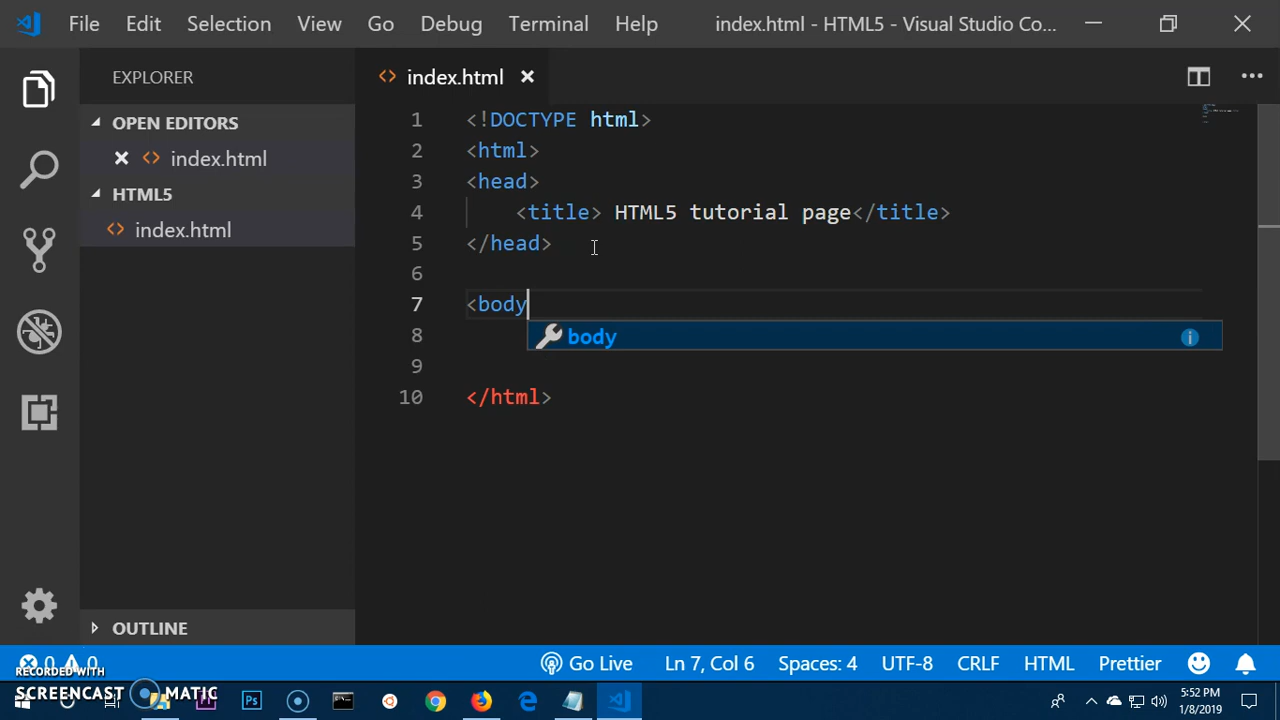 File Edit Selection View Go Debug Terminal Help index.html - HTML5 - Visual Studio Co...
EXPLORER
OPEN EDITORS
index.html
HTML5
index.html
OUTLINE
index.html
1 <!DOCTYPE html>
2 <html>
3 <head>
4 <title> HTML5 tutorial page</title>
5 </head>
6
7 <body
body
8
9
10 </html>
0 0 Go Live Ln 7, Col 6 Spaces: 4 UTF-8 CRLF HTML Prettier
RECORDED WITH
SCREENCAST MATIC
Ps
5:52 PM
1/8/2019